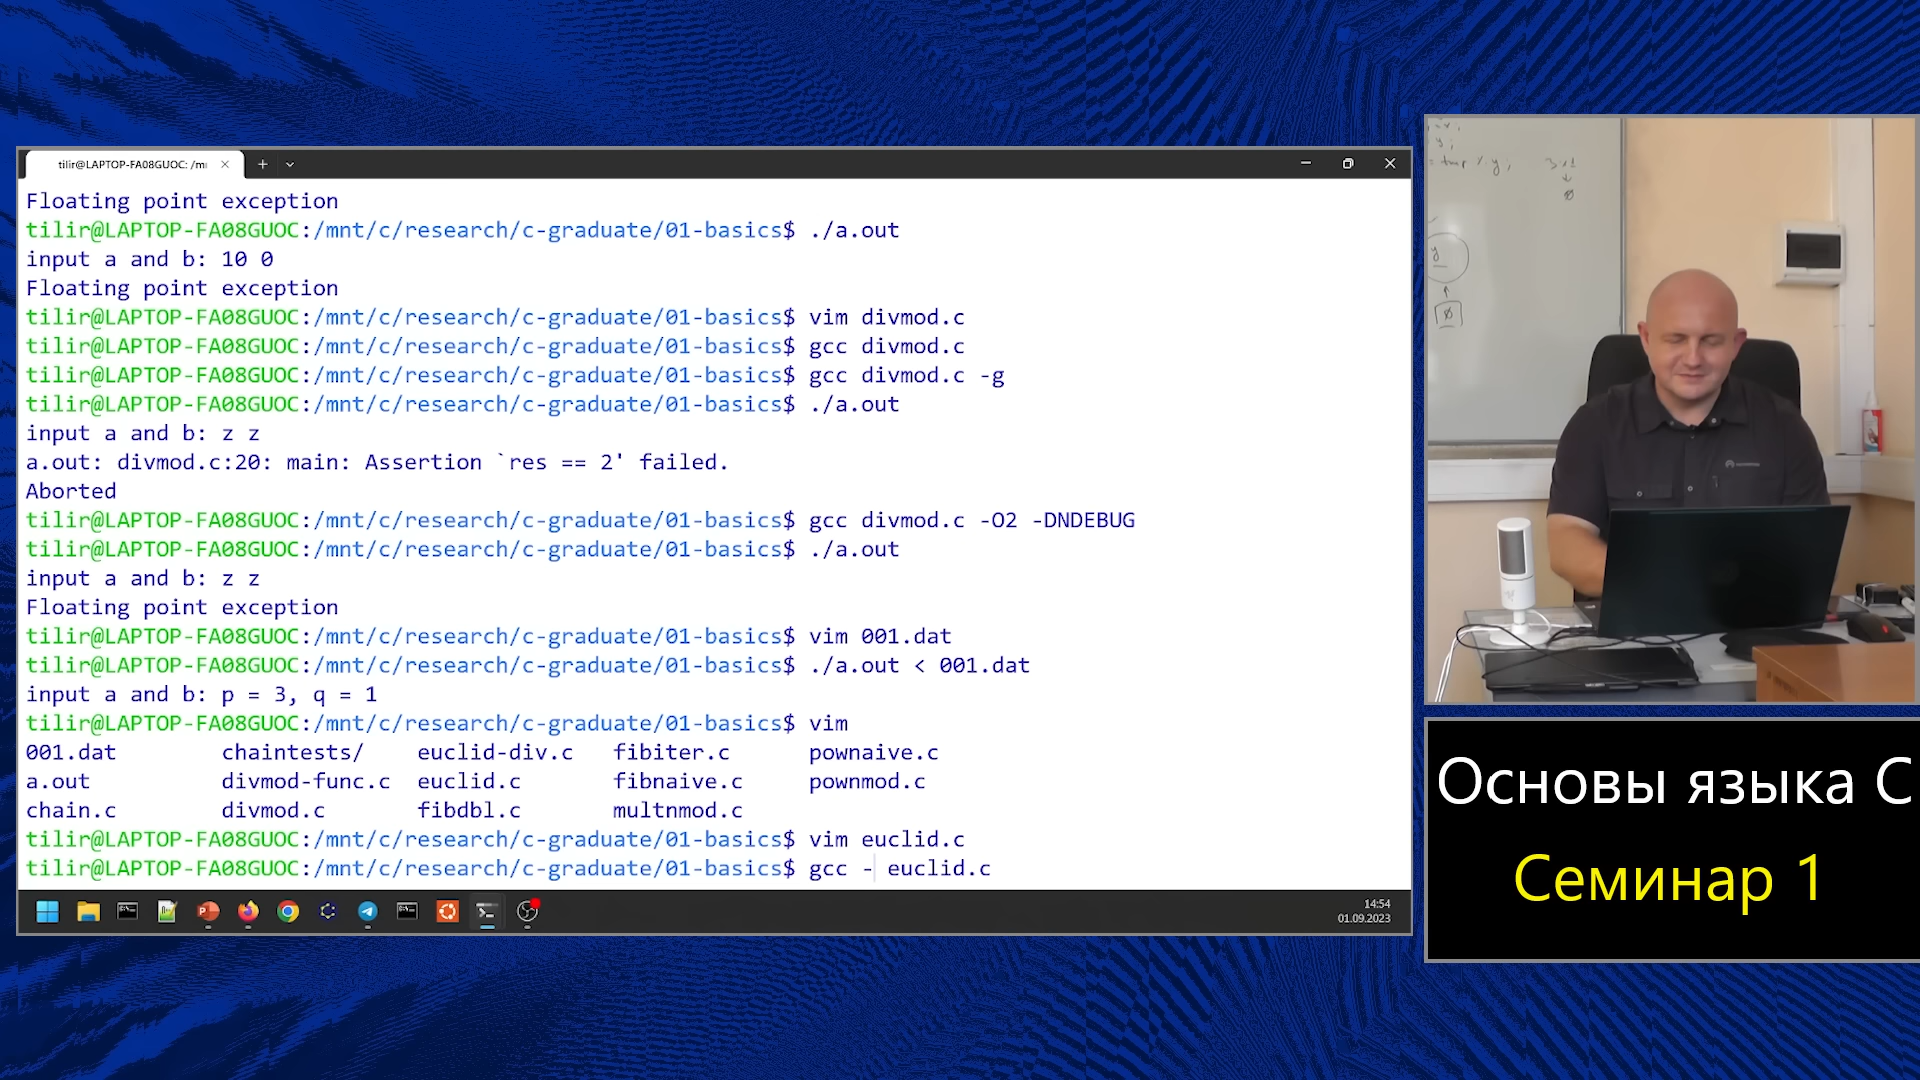 tilir@LAPTOP-FA08GUOC: /m
Floating point exception
tilir@LAPTOP-FA08GUOC:/mnt/c/research/c-graduate/01-basics$ ./a.out
input a and b: 10 0
Floating point exception
tilir@LAPTOP-FA08GUOC:/mnt/c/research/c-graduate/01-basics$ vim divmod.c
tilir@LAPTOP-FA08GUOC:/mnt/c/research/c-graduate/01-basics$ gcc divmod.c
tilir@LAPTOP-FA08GUOC:/mnt/c/research/c-graduate/01-basics$ gcc divmod.c -g
tilir@LAPTOP-FA08GUOC:/mnt/c/research/c-graduate/01-basics$ ./a.out
input a and b: z z
a.out: divmod.c:20: main: Assertion `res == 2' failed.
Aborted
tilir@LAPTOP-FA08GUOC:/mnt/c/research/c-graduate/01-basics$ gcc divmod.c -O2 -DNDEBUG
tilir@LAPTOP-FA08GUOC:/mnt/c/research/c-graduate/01-basics$ ./a.out
input a and b: z z
Floating point exception
tilir@LAPTOP-FA08GUOC:/mnt/c/research/c-graduate/01-basics$ vim 001.dat
tilir@LAPTOP-FA08GUOC:/mnt/c/research/c-graduate/01-basics$ ./a.out < 001.dat
input a and b: p = 3, q = 1
tilir@LAPTOP-FA08GUOC:/mnt/c/research/c-graduate/01-basics$ vim
001.dat chaintests/ euclid-div.c fibiter.c pownaive.c
a.out divmod-func.c euclid.c fibnaive.c pownmod.c
chain.c divmod.c fibdbl.c multnmod.c
tilir@LAPTOP-FA08GUOC:/mnt/c/research/c-graduate/01-basics$ vim euclid.c
tilir@LAPTOP-FA08GUOC:/mnt/c/research/c-graduate/01-basics$ gcc - euclid.c
14:54
01.09.2023
Основы языка C
Семинар 1